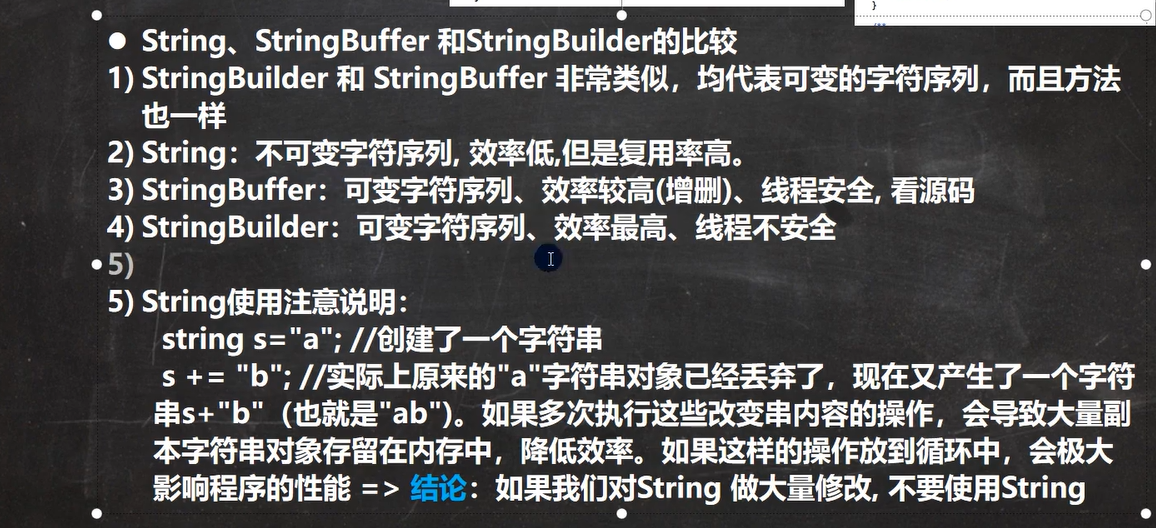 ● String、StringBuffer 和StringBuilder的比较
1) StringBuilder 和 StringBuffer 非常类似，均代表可变的字符序列，而且方法
也一样
2) String：不可变字符序列, 效率低,但是复用率高。
3) StringBuffer：可变字符序列、效率较高(增删)、线程安全, 看源码
4) StringBuilder：可变字符序列、效率最高、线程不安全
5)
5) String使用注意说明：
string s="a"; //创建了一个字符串
s += "b"; //实际上原来的"a"字符串对象已经丢弃了，现在又产生了一个字符
串s+"b"（也就是"ab")。如果多次执行这些改变串内容的操作，会导致大量副
本字符串对象存留在内存中，降低效率。如果这样的操作放到循环中，会极大
影响程序的性能 => 结论：如果我们对String 做大量修改, 不要使用String
}